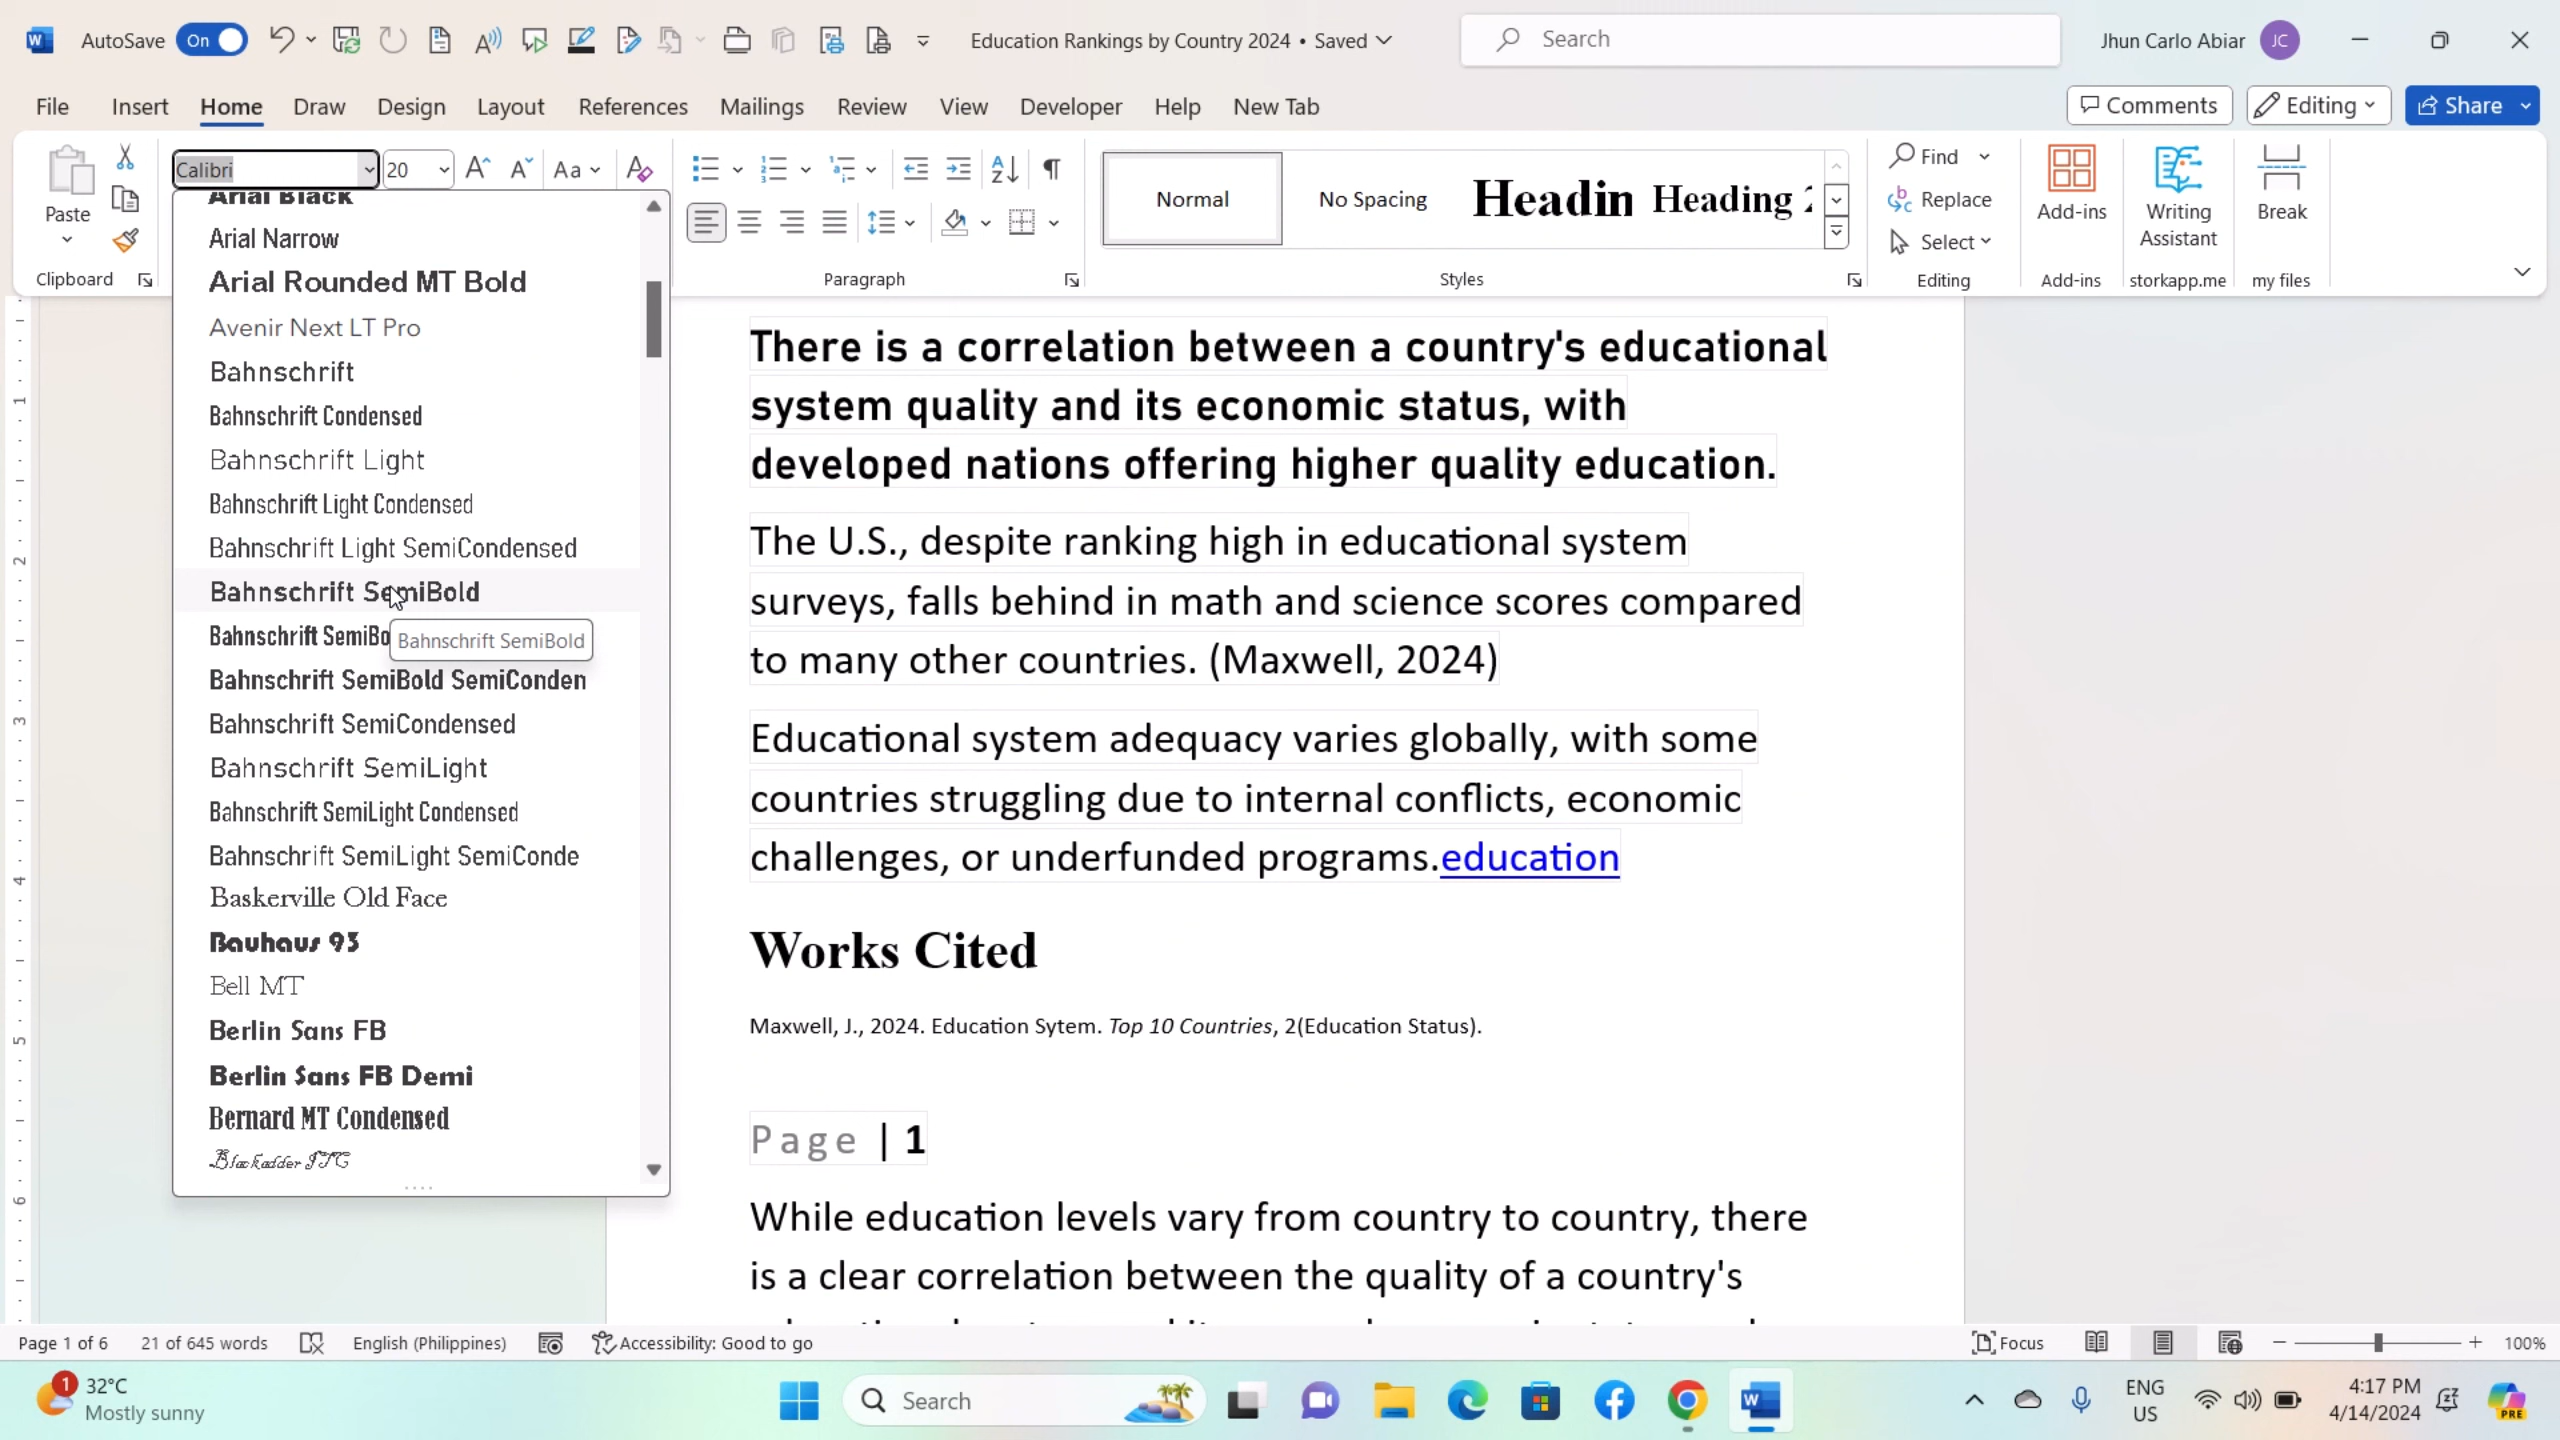 AutoSave On Education Rankings by Country 2024 • Saved Search Jhun Carlo Abiar JC
File Insert Home Draw Design Layout References Mailings Review View Developer Help New Tab Comments Editing Share
Paste
Clipboard
Calibri 20 Aa
Paragraph
Normal No Spacing Headin Heading 2
Styles
Find
Replace
Select
Editing
Add-ins
Add-ins
Writing
Assistant
storkapp.me
Break
my files
Arial Black
Arial Narrow
Arial Rounded MT Bold
Avenir Next LT Pro
Bahnschrift
Bahnschrift Condensed
Bahnschrift Light
Bahnschrift Light Condensed
Bahnschrift Light SemiCondensed
Bahnschrift SemiBold
Bahnschrift SemiBo
Bahnschrift SemiBold
Bahnschrift SemiBold SemiConden
Bahnschrift SemiCondensed
Bahnschrift SemiLight
Bahnschrift SemiLight Condensed
Bahnschrift SemiLight SemiConde
Baskerville Old Face
Bauhaus 93
Bell MT
Berlin Sans FB
Berlin Sans FB Demi
Bernard MT Condensed
Blackadder ITC
1
2
3
4
5
6
There is a correlation between a country's educational
system quality and its economic status, with
developed nations offering higher quality education.
The U.S., despite ranking high in educational system
surveys, falls behind in math and science scores compared
to many other countries. (Maxwell, 2024)
Educational system adequacy varies globally, with some
countries struggling due to internal conflicts, economic
challenges, or underfunded programs.education
Works Cited
Maxwell, J., 2024. Education Sytem. Top 10 Countries, 2(Education Status).
Page | 1
While education levels vary from country to country, there
is a clear correlation between the quality of a country's
Page 1 of 6 21 of 645 words English (Philippines) Accessibility: Good to go Focus 100%
1 32°C
Mostly sunny
Search
ENG
US
4:17 PM
4/14/2024
PRE